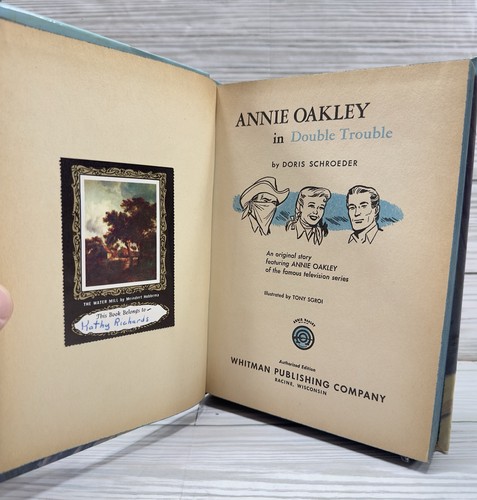 THE WATER MILL by Meindert Hobbema
This Book Belongs to
Kathy Richards
ANNIE OAKLEY
in Double Trouble
by DORIS SCHROEDER
An original story
featuring ANNIE OAKLEY
of the famous television series
Illustrated by TONY SGROI
ANNIE OAKLEY
Authorized Edition
WHITMAN PUBLISHING COMPANY
RACINE, WISCONSIN